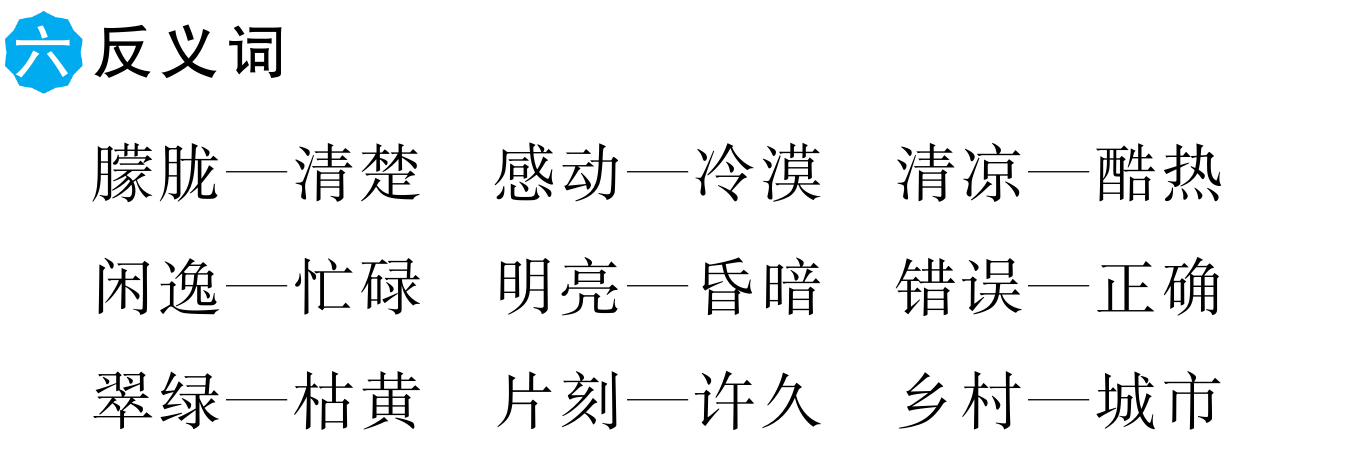 六 反义词
朦胧—清楚 感动—冷漠 清凉—酷热
闲逸—忙碌 明亮—昏暗 错误—正确
翠绿—枯黄 片刻—许久 乡村—城市